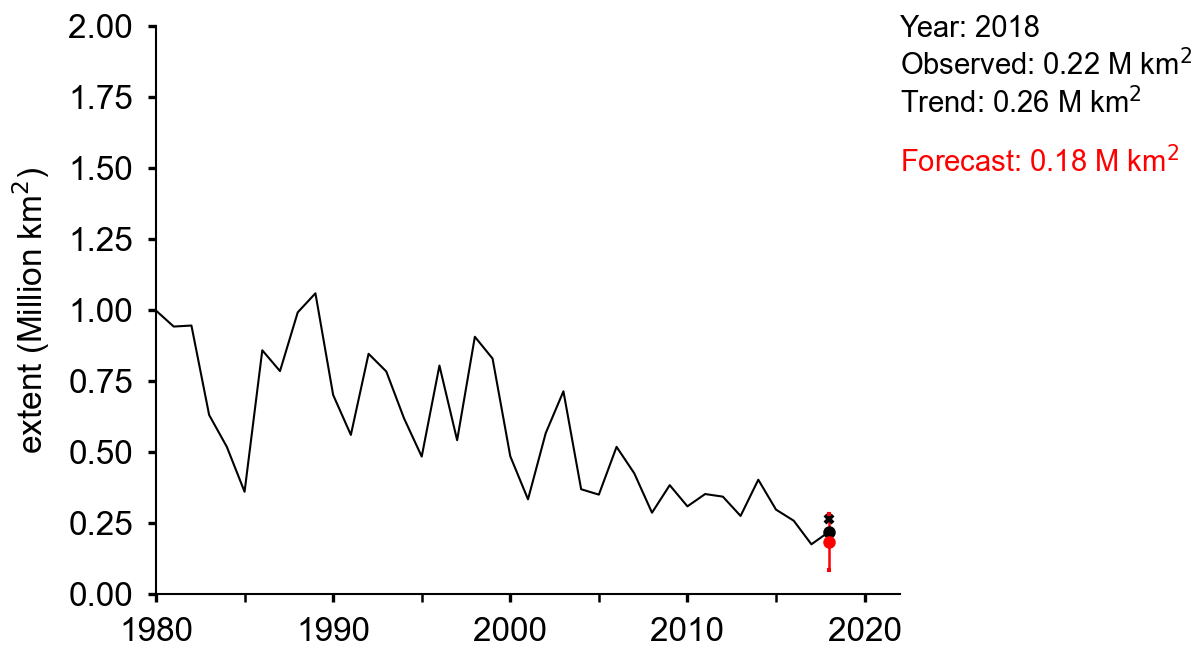 2.00
1.75
1.50
1.25
1.00
0.75
0.50
0.25
0.00
extent (Million km²)
1980
1990
2000
2010
2020
Year: 2018
Observed: 0.22 M km²
Trend: 0.26 M km²
Forecast: 0.18 M km²